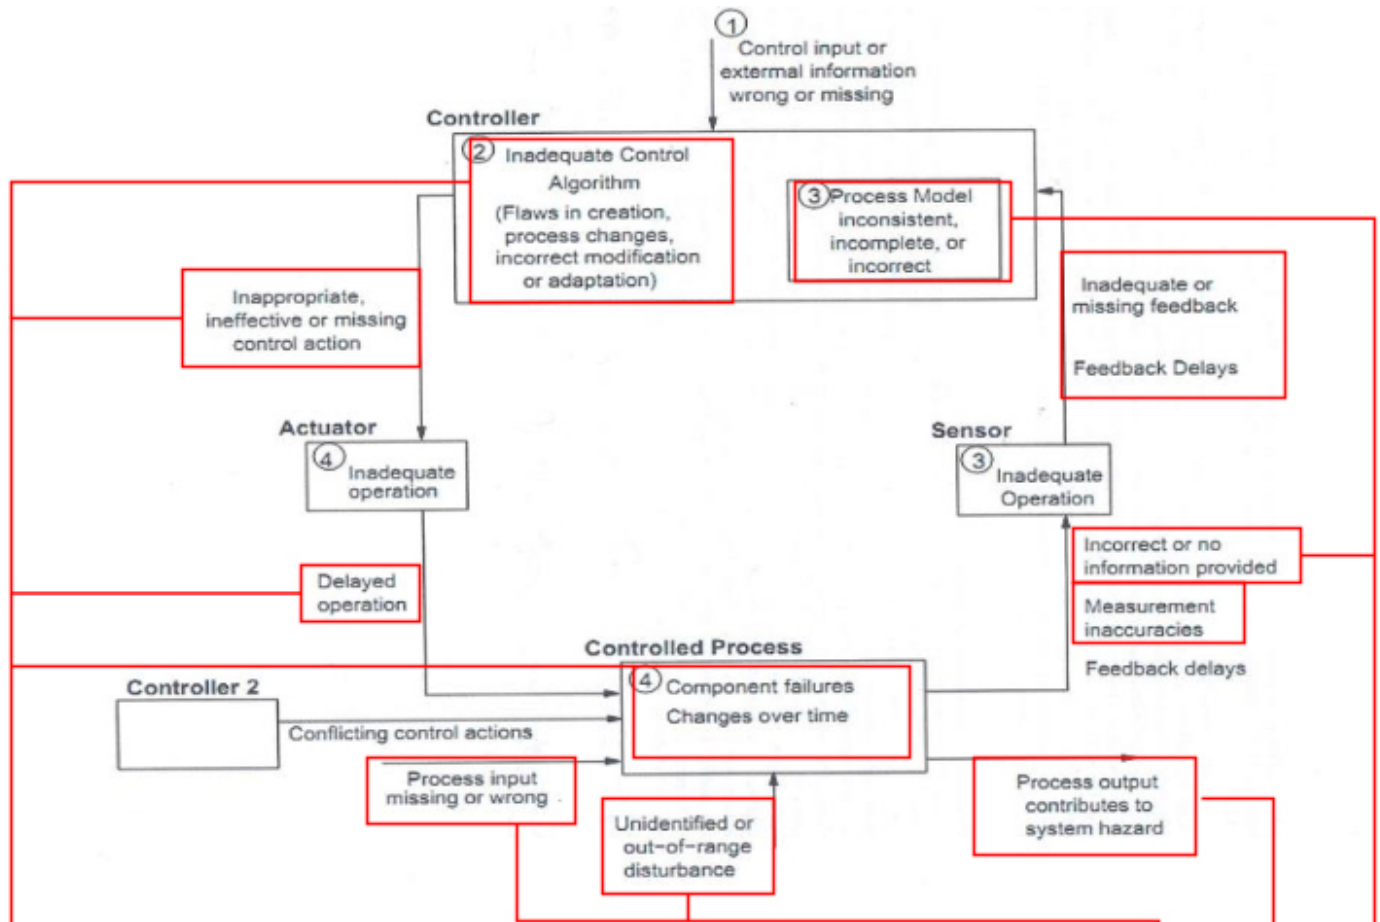 1
Control input or
extermal information
wrong or missing
Controller
2
Inadequate Control
Algorithm
(Flaws in creation,
process changes,
incorrect modification
or adaptation)
3
Process Model
inconsistent,
incomplete, or
incorrect
Inappropriate,
ineffective or missing
control action
Inadequate or
missing feedback
Feedback Delays
Actuator
4
Inadequate
operation
Sensor
3
Inadequate
Operation
Delayed
operation
Incorrect or no
information provided
Measurement
inaccuracies
Feedback delays
Controlled Process
4
Component failures
Changes over time
Controller 2
Conflicting control actions
Process input
missing or wrong
Unidentified or
out-of-range
disturbance
Process output
contributes to
system hazard